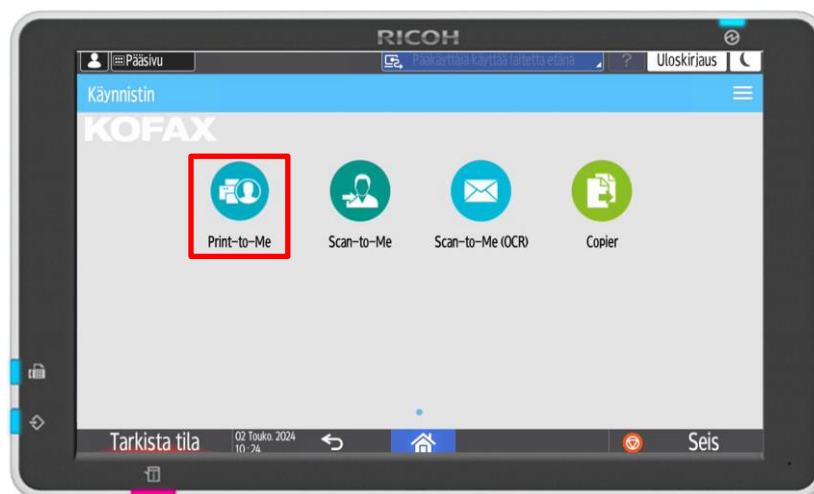 RICOH
Pääsivu
Pääkäyttäjä käyttää laitetta etänä
?
Uloskirjaus
Käynnistin
KOFAX
Print-to-Me
Scan-to-Me
Scan-to-Me (OCR)
Copier
Tarkista tila
02 Touko. 2024
10:24
Seis